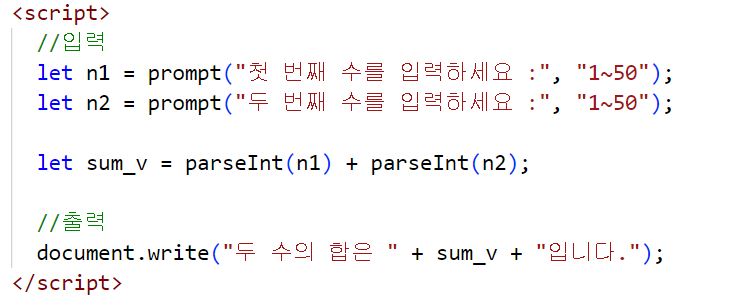 <script>
//입력
let n1 = prompt("첫 번째 수를 입력하세요 :", "1~50");
let n2 = prompt("두 번째 수를 입력하세요 :", "1~50");
let sum_v = parseInt(n1) + parseInt(n2);
//출력
document.write("두 수의 합은 " + sum_v + "입니다.");
</script>